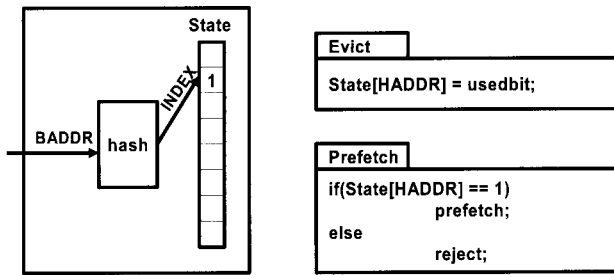 State
1
INDEX
BADDR
hash
Evict
State[HADDR] = usedbit;
Prefetch
if(State[HADDR] == 1)
prefetch;
else
reject;